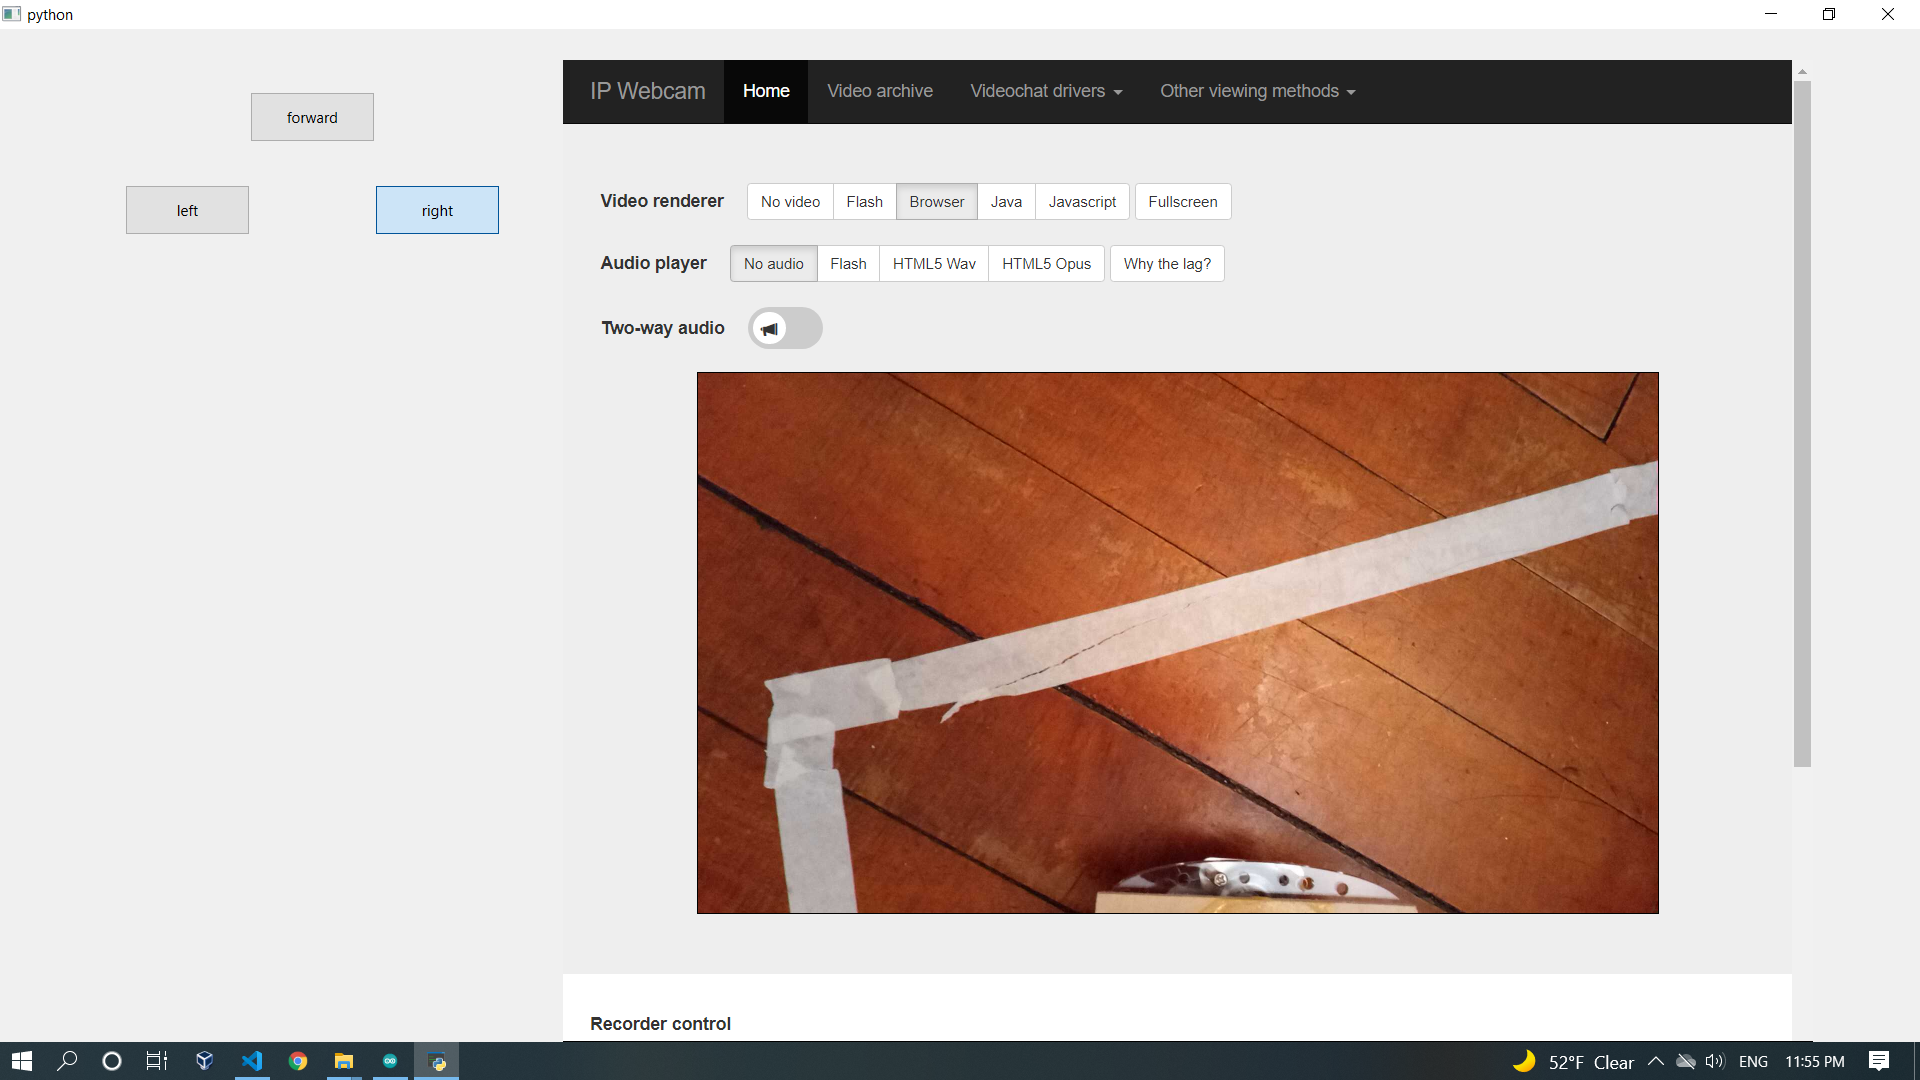 python
forward
left
right
IP Webcam Home Video archive Videochat drivers Other viewing methods
Video renderer No video Flash Browser Java Javascript Fullscreen
Audio player No audio Flash HTML5 Wav HTML5 Opus Why the lag?
Two-way audio
Recorder control
52°F Clear ENG 11:55 PM